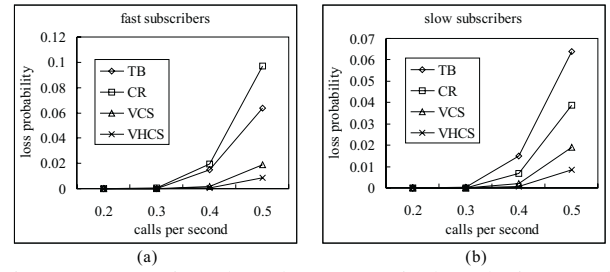 fast subscribers
loss probability
0.12
0.1
0.08
0.06
0.04
0.02
0
TB
CR
VCS
VHCS
0.2 0.3 0.4 0.5
calls per second
(a)
slow subscribers
loss probability
0.07
0.06
0.05
0.04
0.03
0.02
0.01
0
TB
CR
VCS
VHCS
0.2 0.3 0.4 0.5
calls per second
(b)